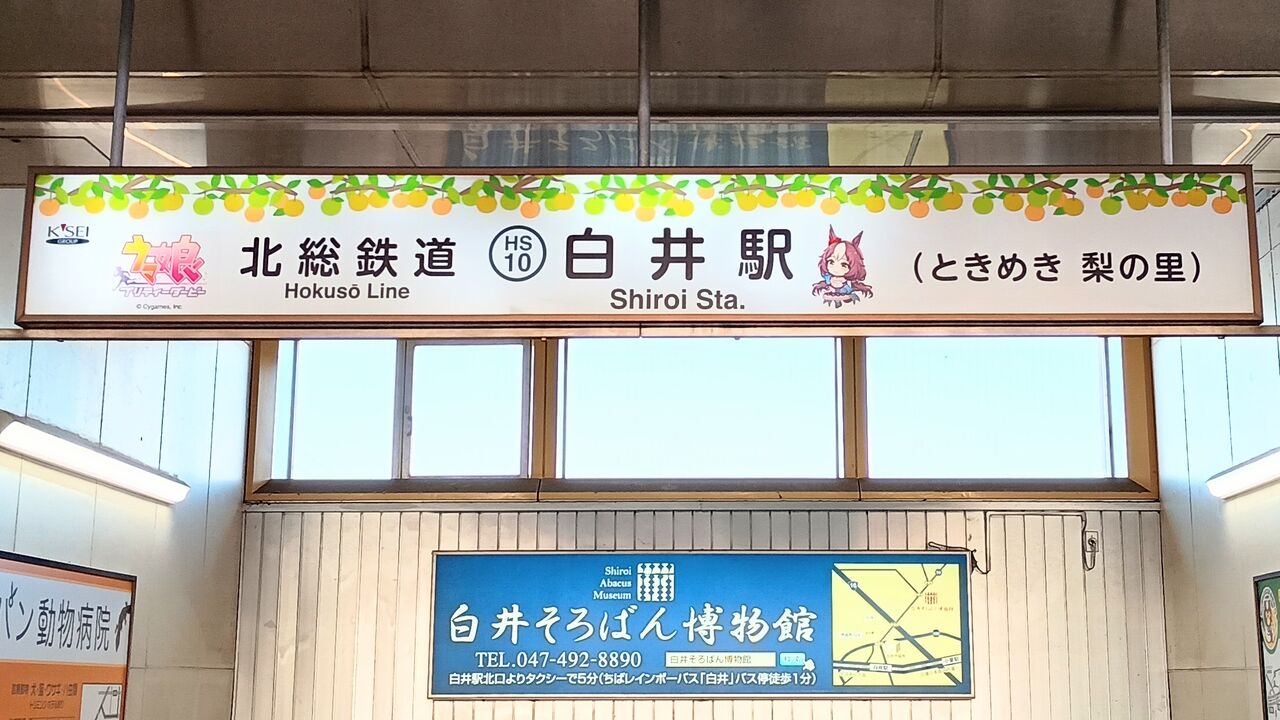 K'SEI
GROUP
ウマ娘
プリティーダービー
© Cygames, Inc.
北総鉄道
Hokusō Line
HS
10
白井駅
Shiroi Sta.
(ときめき 梨の里)
Shiroi
Abacus
Museum
白井そろばん博物館
TEL.047-492-8890
白井そろばん博物館
白井駅北口よりタクシーで5分(ちばレインボーバス「白井」バス停徒歩1分)
パン動物病院